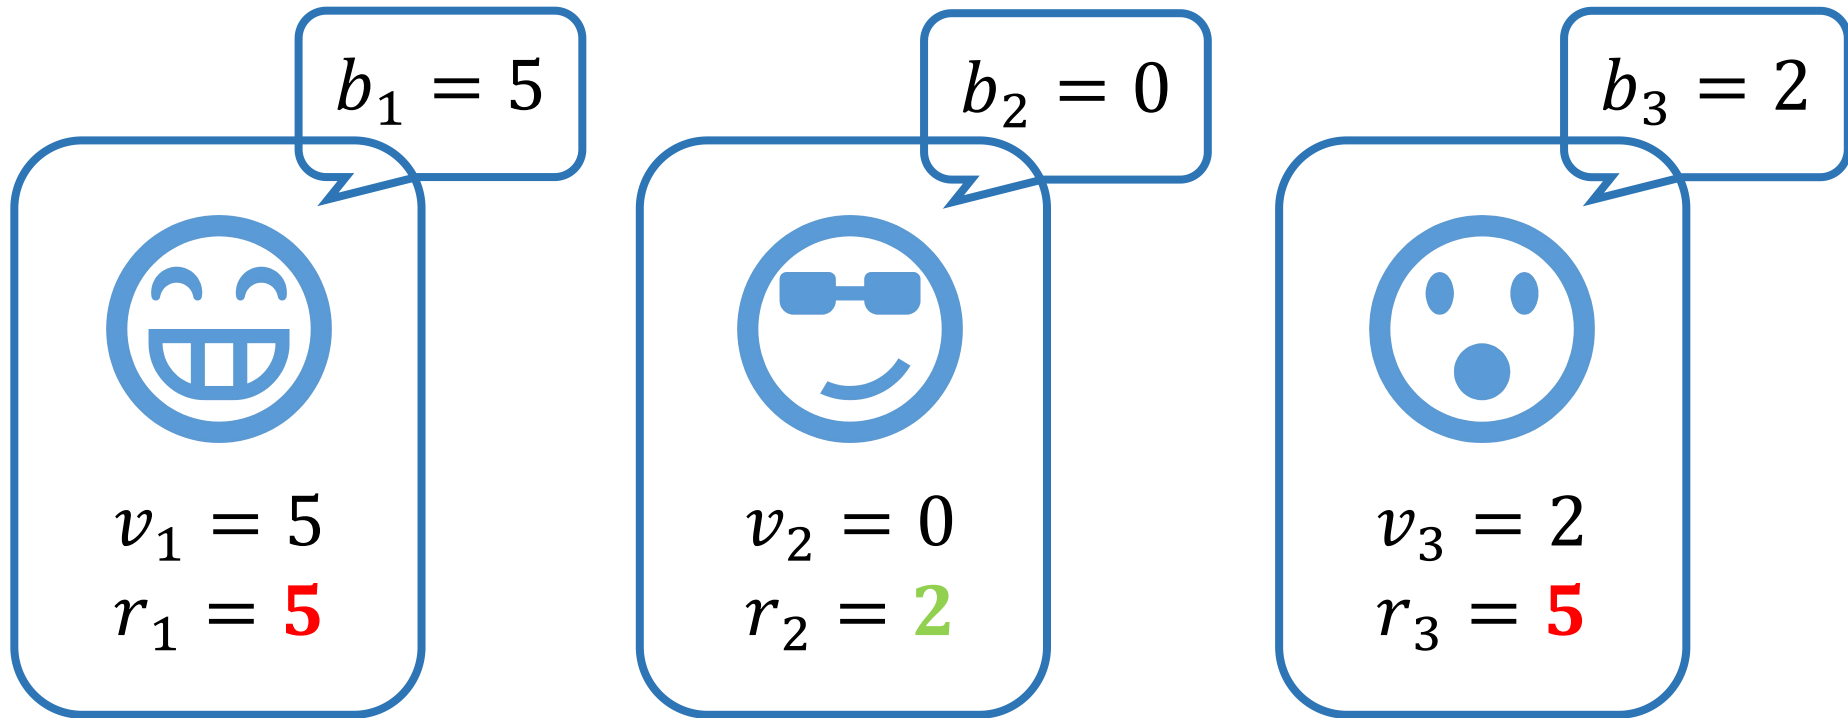 b₁ = 5
v₁ = 5
r₁ = 5
b₂ = 0
v₂ = 0
r₂ = 2
b₃ = 2
v₃ = 2
r₃ = 5